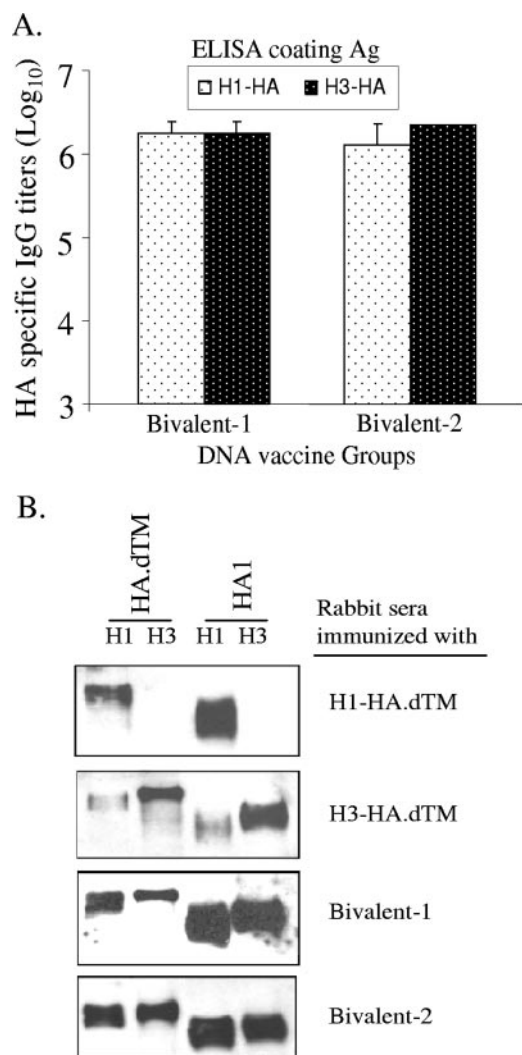 A.
ELISA coating Ag
H1-HA H3-HA
HA specific IgG titers (Log10)
7
6
5
4
3
Bivalent-1 Bivalent-2
DNA vaccine Groups
B.
HA.dTM HA1
H1 H3 H1 H3
Rabbit sera
immunized with
H1-HA.dTM
H3-HA.dTM
Bivalent-1
Bivalent-2